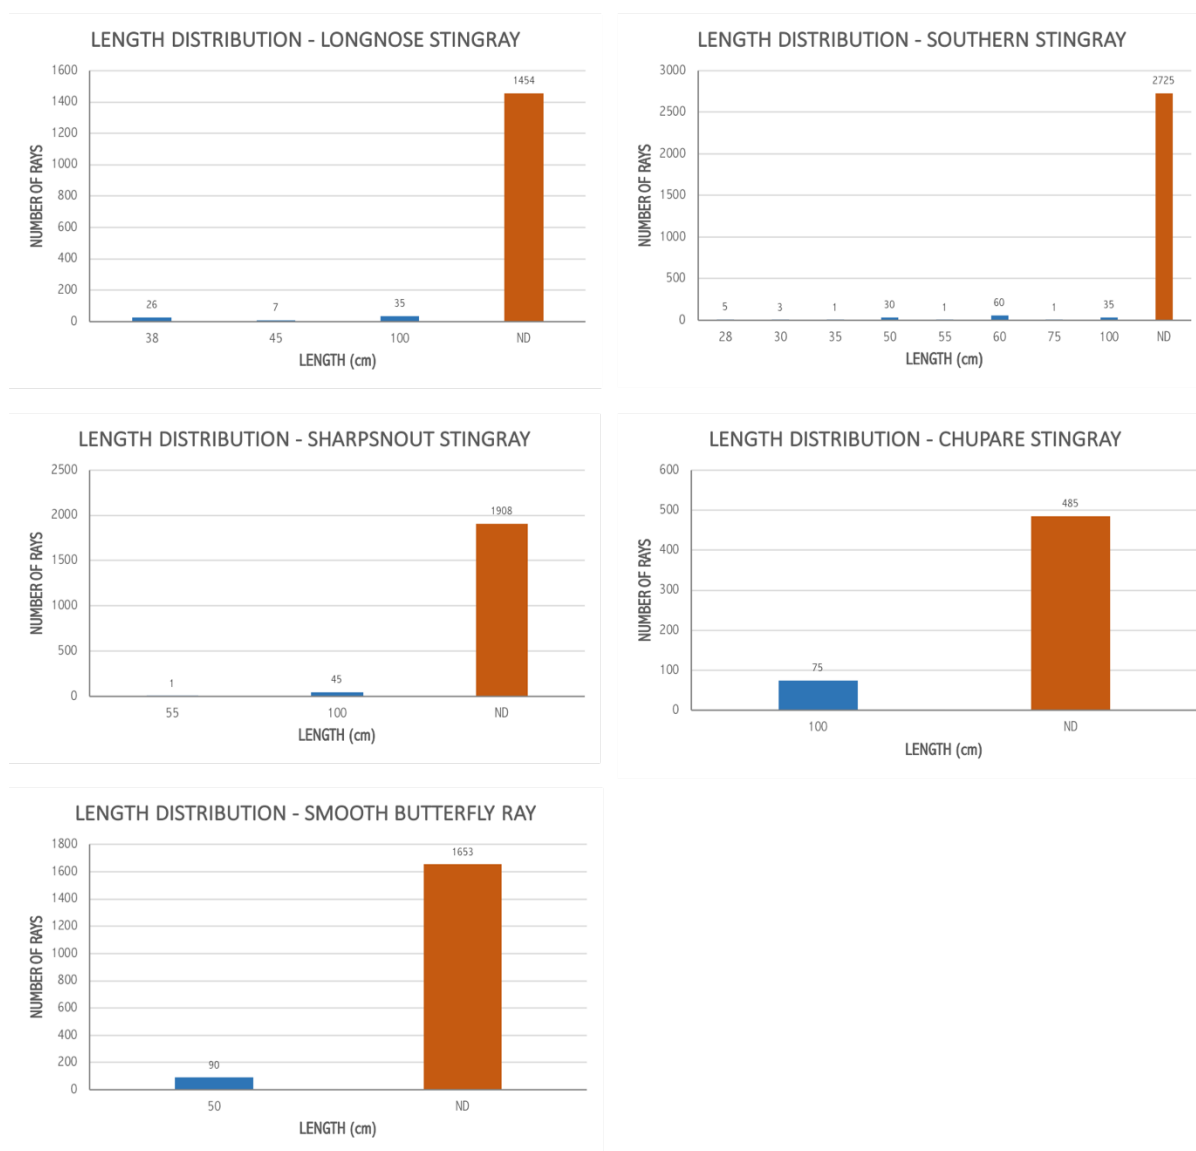 LENGTH DISTRIBUTION - LONGNOSE STINGRAY
1600
1400
1200
1000
800
600
400
200
0
NUMBER OF RAYS
26
7
35
1454
38 45 100 ND
LENGTH (cm)
LENGTH DISTRIBUTION - SOUTHERN STINGRAY
3000
2500
2000
1500
1000
500
0
NUMBER OF RAYS
5
3
1
30
1
60
1
35
2725
28 30 35 50 55 60 75 100 ND
LENGTH (cm)
LENGTH DISTRIBUTION - SHARPSNOUT STINGRAY
2500
2000
1500
1000
500
0
NUMBER OF RAYS
1
45
1908
55 100 ND
LENGTH (cm)
LENGTH DISTRIBUTION - CHUPARE STINGRAY
600
500
400
300
200
100
0
NUMBER OF RAYS
75
485
100 ND
LENGTH (cm)
LENGTH DISTRIBUTION - SMOOTH BUTTERFLY RAY
1800
1600
1400
1200
1000
800
600
400
200
0
NUMBER OF RAYS
90
1653
50 ND
LENGTH (cm)